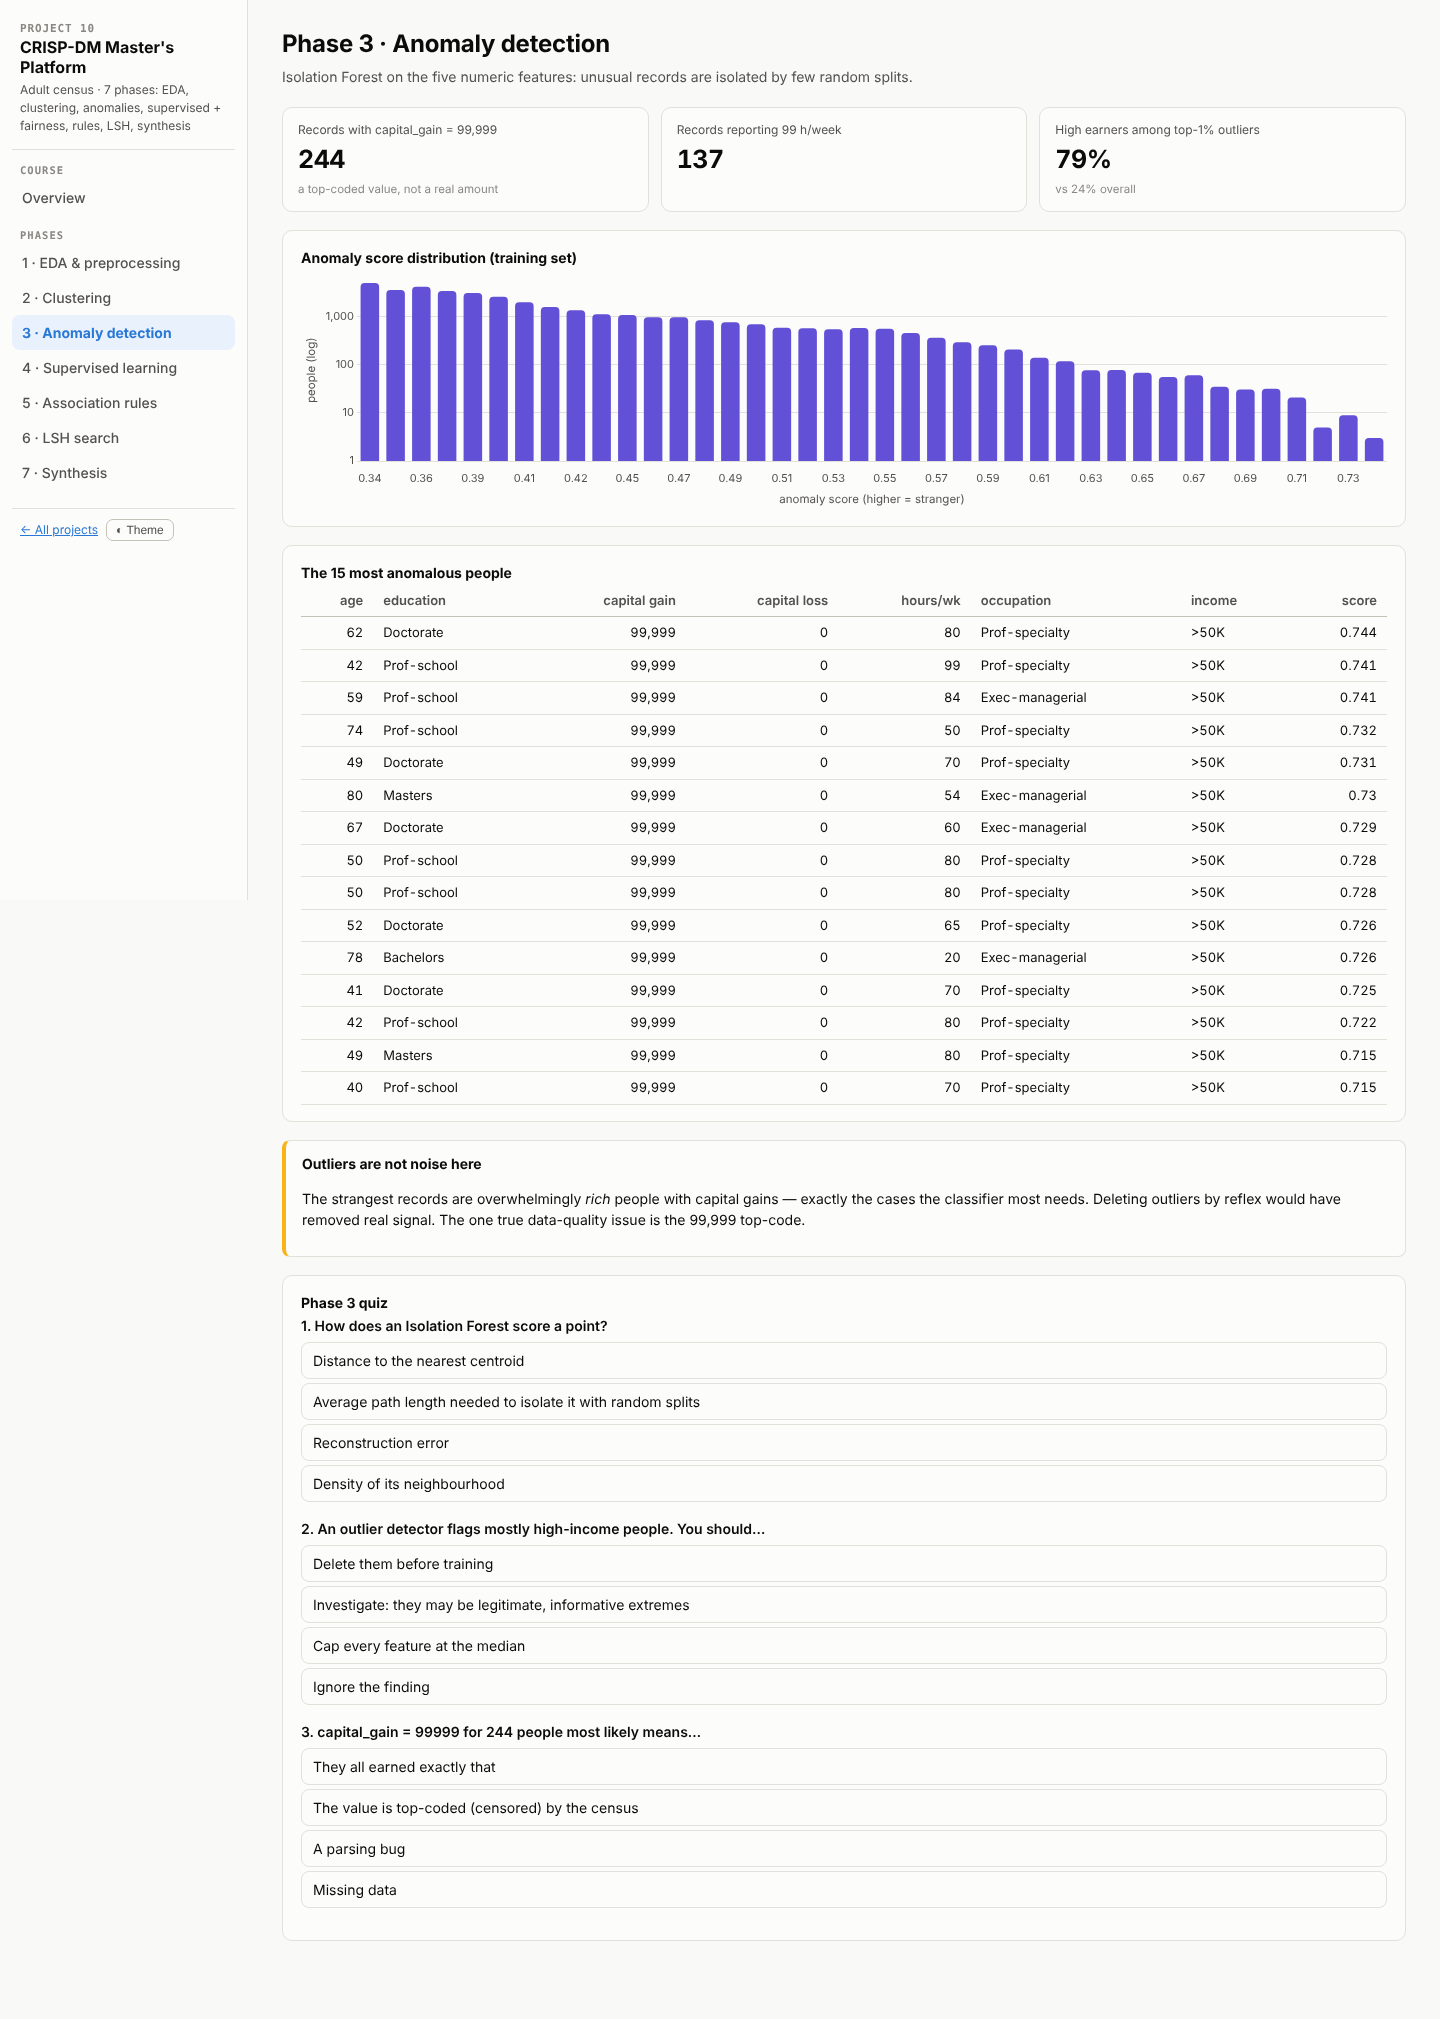 PROJECT 10
CRISP-DM Master's
Platform
Adult census · 7 phases: EDA,
clustering, anomalies, supervised +
fairness, rules, LSH, synthesis
COURSE
Overview
PHASES
1 · EDA & preprocessing
2 · Clustering
3 · Anomaly detection
4 · Supervised learning
5 · Association rules
6 · LSH search
7 · Synthesis
← All projects
Theme
Phase 3 · Anomaly detection
Isolation Forest on the five numeric features: unusual records are isolated by few random splits.
Records with capital_gain = 99,999
244
a top-coded value, not a real amount
Records reporting 99 h/week
137
High earners among top-1% outliers
79%
vs 24% overall
Anomaly score distribution (training set)
people (log)
1,000
100
10
1
0.34 0.36 0.39 0.41 0.42 0.45 0.47 0.49 0.51 0.53 0.55 0.57 0.59 0.61 0.63 0.65 0.67 0.69 0.71 0.73
anomaly score (higher = stranger)
The 15 most anomalous people
age education capital gain capital loss hours/wk occupation income score
62 Doctorate 99,999 0 80 Prof-specialty >50K 0.744
42 Prof-school 99,999 0 99 Prof-specialty >50K 0.741
59 Prof-school 99,999 0 84 Exec-managerial >50K 0.741
74 Prof-school 99,999 0 50 Prof-specialty >50K 0.732
49 Doctorate 99,999 0 70 Prof-specialty >50K 0.731
80 Masters 99,999 0 54 Exec-managerial >50K 0.73
67 Doctorate 99,999 0 60 Exec-managerial >50K 0.729
50 Prof-school 99,999 0 80 Prof-specialty >50K 0.728
50 Prof-school 99,999 0 80 Prof-specialty >50K 0.728
52 Doctorate 99,999 0 65 Prof-specialty >50K 0.726
78 Bachelors 99,999 0 20 Exec-managerial >50K 0.726
41 Doctorate 99,999 0 70 Prof-specialty >50K 0.725
42 Prof-school 99,999 0 80 Prof-specialty >50K 0.722
49 Masters 99,999 0 80 Prof-specialty >50K 0.715
40 Prof-school 99,999 0 70 Prof-specialty >50K 0.715
Outliers are not noise here
The strangest records are overwhelmingly rich people with capital gains — exactly the cases the classifier most needs. Deleting outliers by reflex would have
removed real signal. The one true data-quality issue is the 99,999 top-code.
Phase 3 quiz
1. How does an Isolation Forest score a point?
Distance to the nearest centroid
Average path length needed to isolate it with random splits
Reconstruction error
Density of its neighbourhood
2. An outlier detector flags mostly high-income people. You should…
Delete them before training
Investigate: they may be legitimate, informative extremes
Cap every feature at the median
Ignore the finding
3. capital_gain = 99999 for 244 people most likely means…
They all earned exactly that
The value is top-coded (censored) by the census
A parsing bug
Missing data